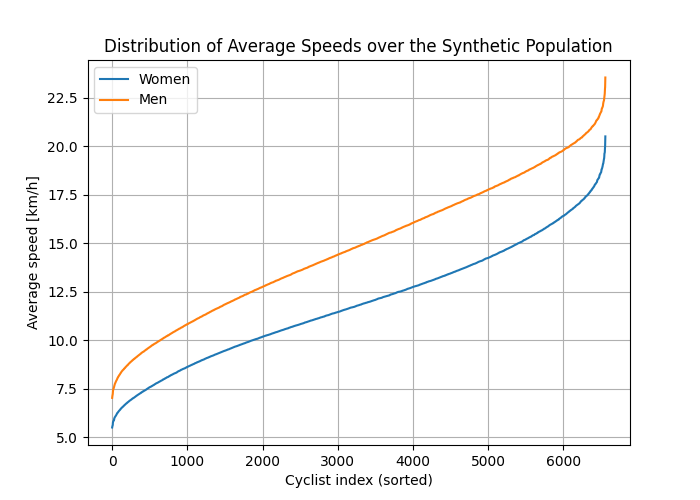 Distribution of Average Speeds over the Synthetic Population
Women
Men
22.5
20.0
17.5
15.0
12.5
10.0
7.5
5.0
Average speed [km/h]
0 1000 2000 3000 4000 5000 6000
Cyclist index (sorted)